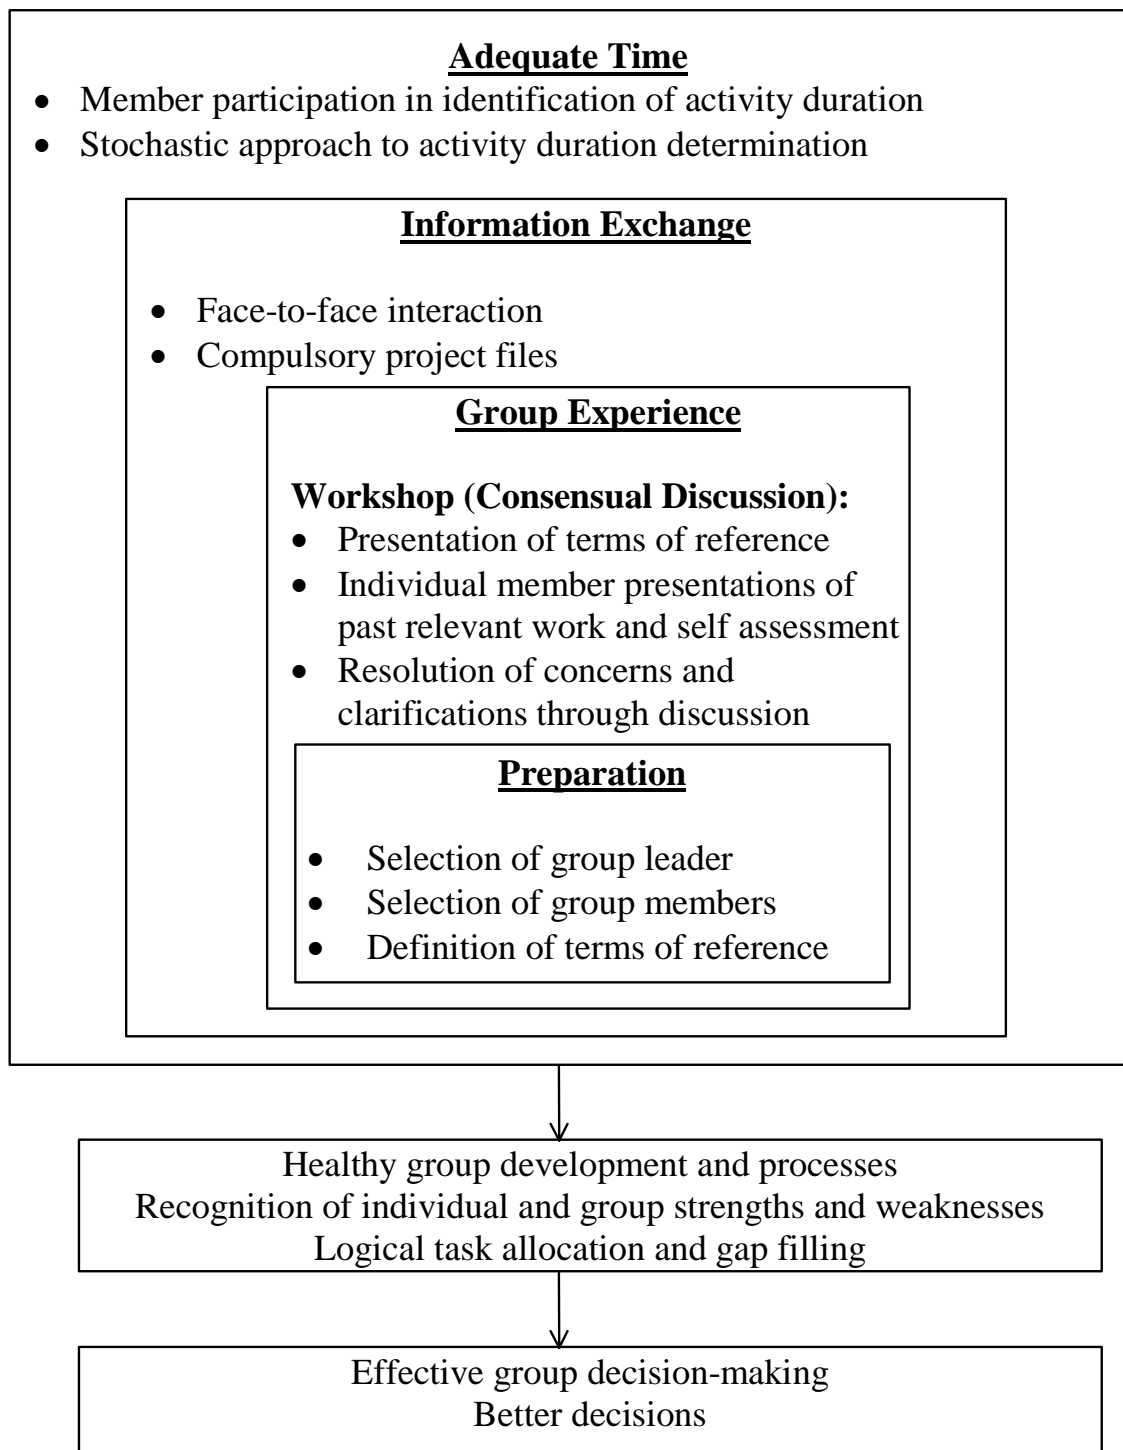 Adequate Time
• Member participation in identification of activity duration
• Stochastic approach to activity duration determination
Information Exchange
• Face-to-face interaction
• Compulsory project files
Group Experience
Workshop (Consensual Discussion):
• Presentation of terms of reference
• Individual member presentations of
past relevant work and self assessment
• Resolution of concerns and
clarifications through discussion
Preparation
• Selection of group leader
• Selection of group members
• Definition of terms of reference
Healthy group development and processes
Recognition of individual and group strengths and weaknesses
Logical task allocation and gap filling
Effective group decision-making
Better decisions